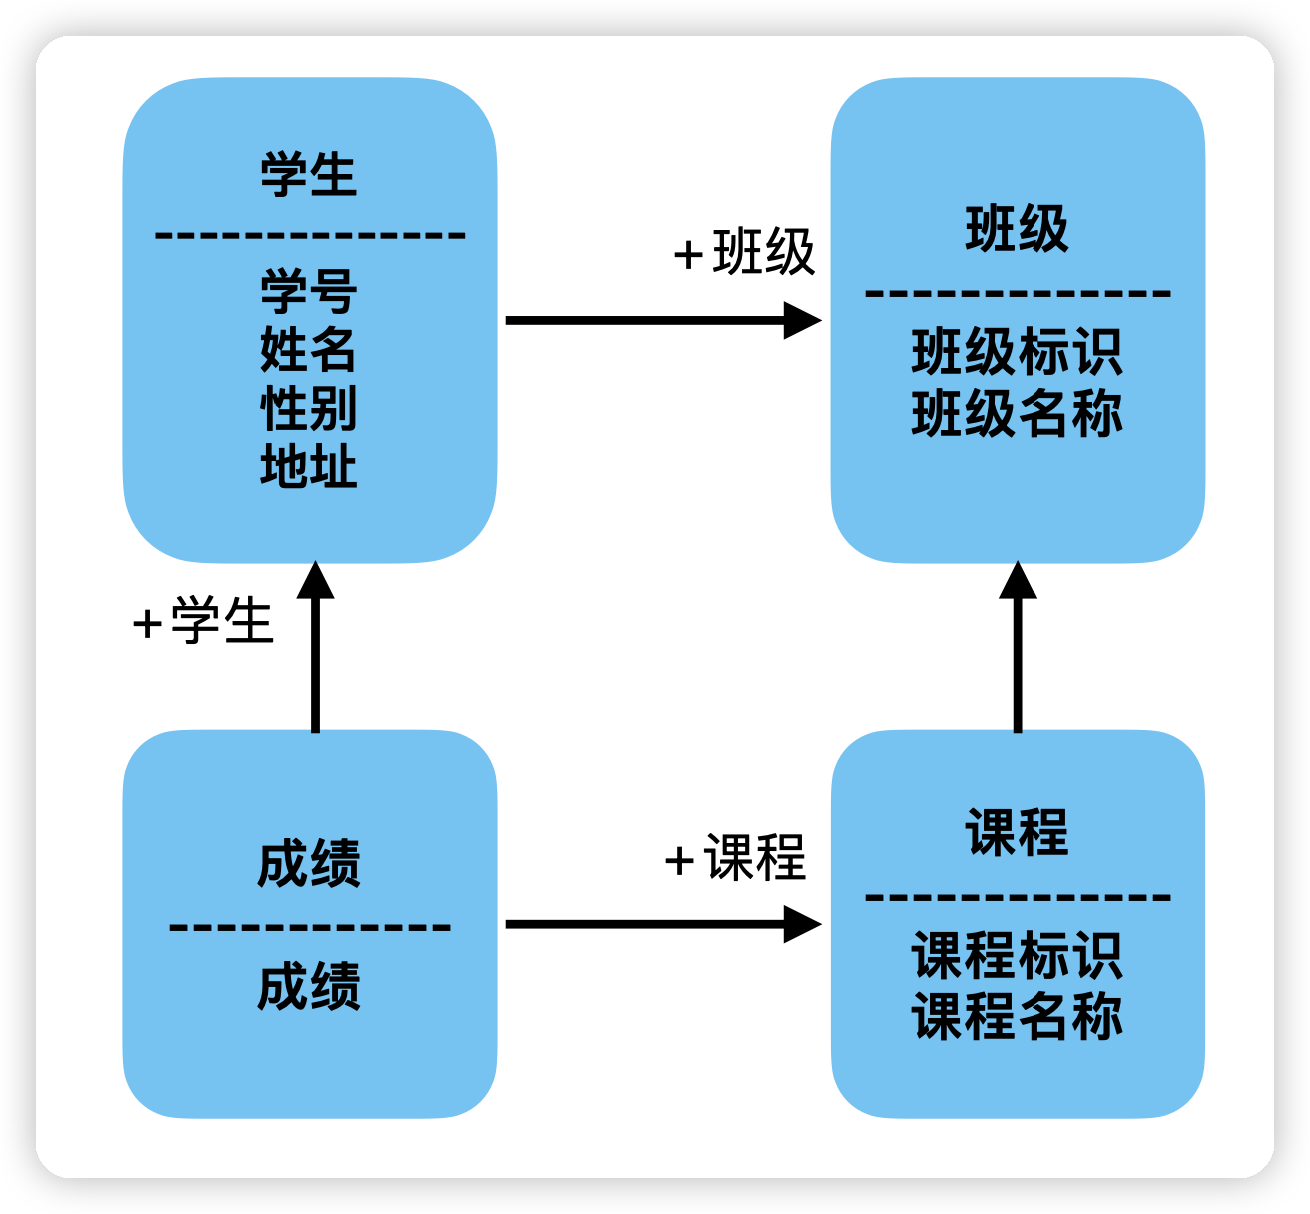 学生
--------------
学号
姓名
性别
地址
+班级
班级
-------------
班级标识
班级名称
+学生
成绩
------------
成绩
+课程
课程
-------------
课程标识
课程名称